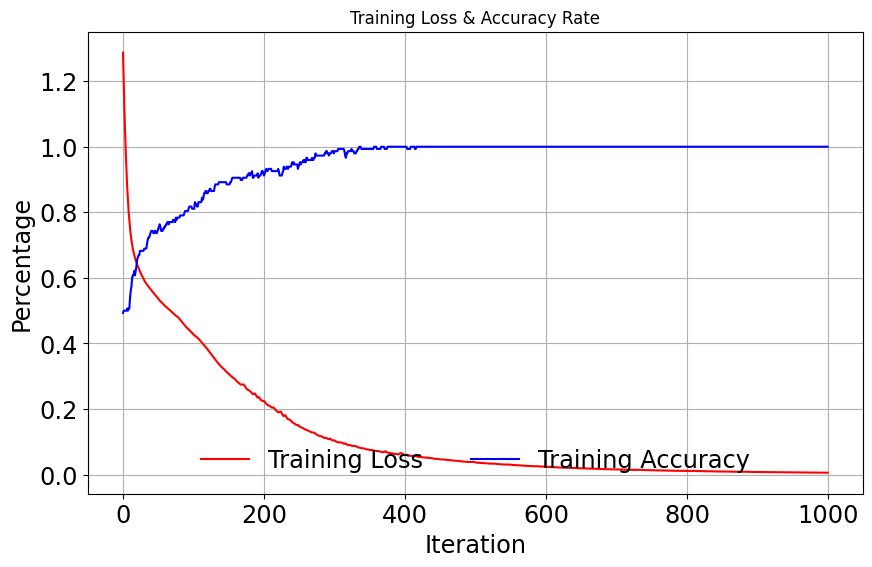 Training Loss & Accuracy Rate
1.2
1.0
0.8
0.6
0.4
0.2
0.0
Percentage
Training Loss
Training Accuracy
0 200 400 600 800 1000
Iteration